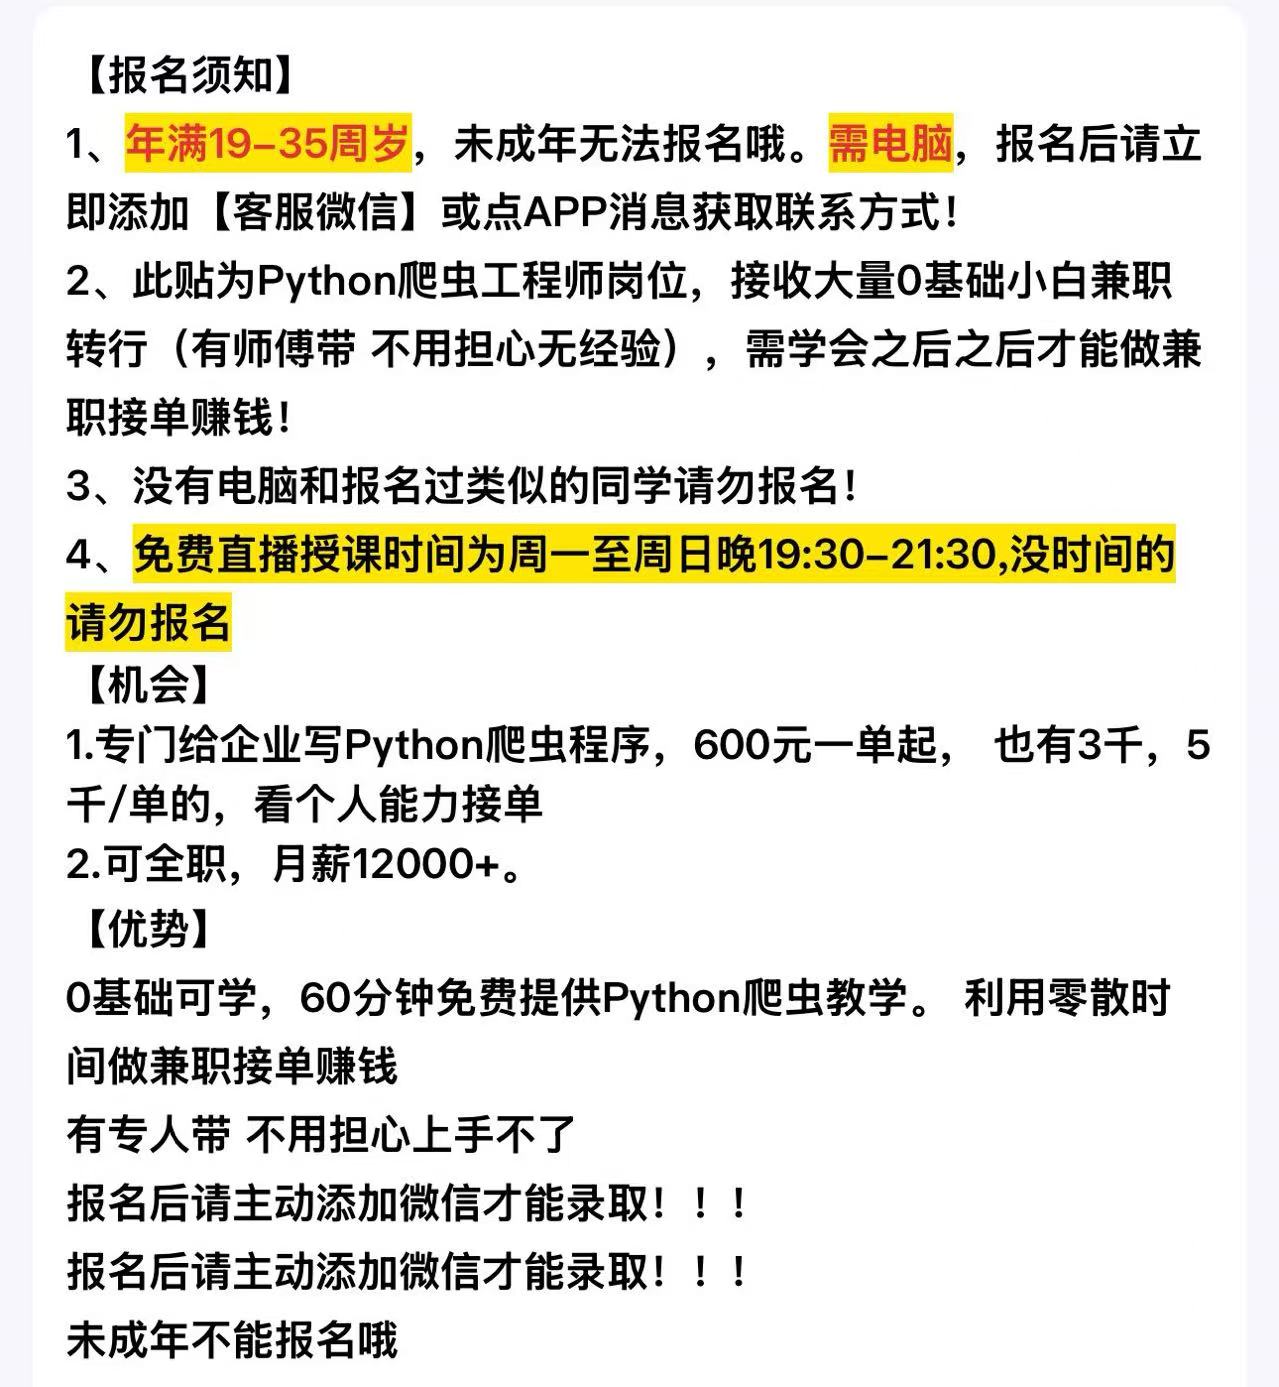 【报名须知】
1、年满19-35周岁，未成年无法报名哦。需电脑，报名后请立
即添加【客服微信】或点APP消息获取联系方式！
2、此贴为Python爬虫工程师岗位，接收大量0基础小白兼职
转行（有师傅带 不用担心无经验），需学会之后之后才能做兼
职接单赚钱！
3、没有电脑和报名过类似的同学请勿报名！
4、免费直播授课时间为周一至周日晚19:30-21:30,没时间的
请勿报名
【机会】
1.专门给企业写Python爬虫程序，600元一单起， 也有3千，5
千/单的，看个人能力接单
2.可全职，月薪12000+。
【优势】
0基础可学，60分钟免费提供Python爬虫教学。 利用零散时
间做兼职接单赚钱
有专人带 不用担心上手不了
报名后请主动添加微信才能录取！！！
报名后请主动添加微信才能录取！！！
未成年不能报名哦